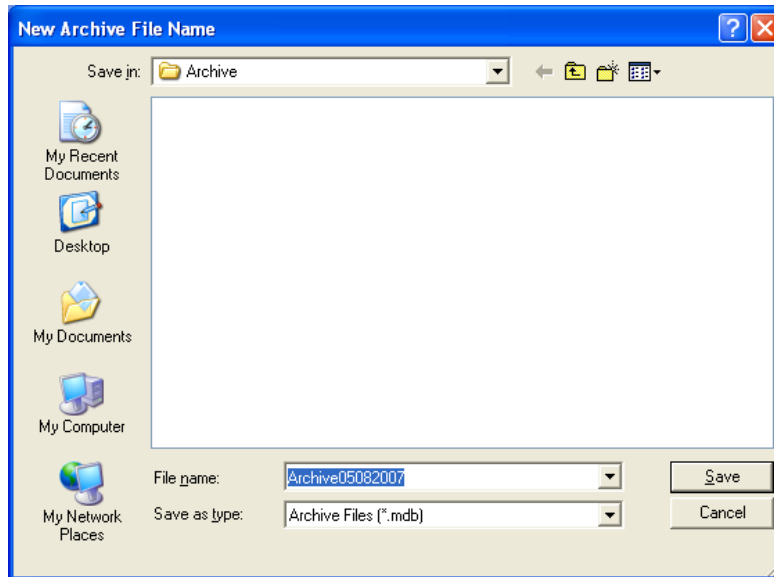 New Archive File Name
Save in:
Archive
My Recent
Documents
Desktop
My Documents
My Computer
My Network
Places
File name:
Archive05082007
Save
Save as type:
Archive Files (*.mdb)
Cancel